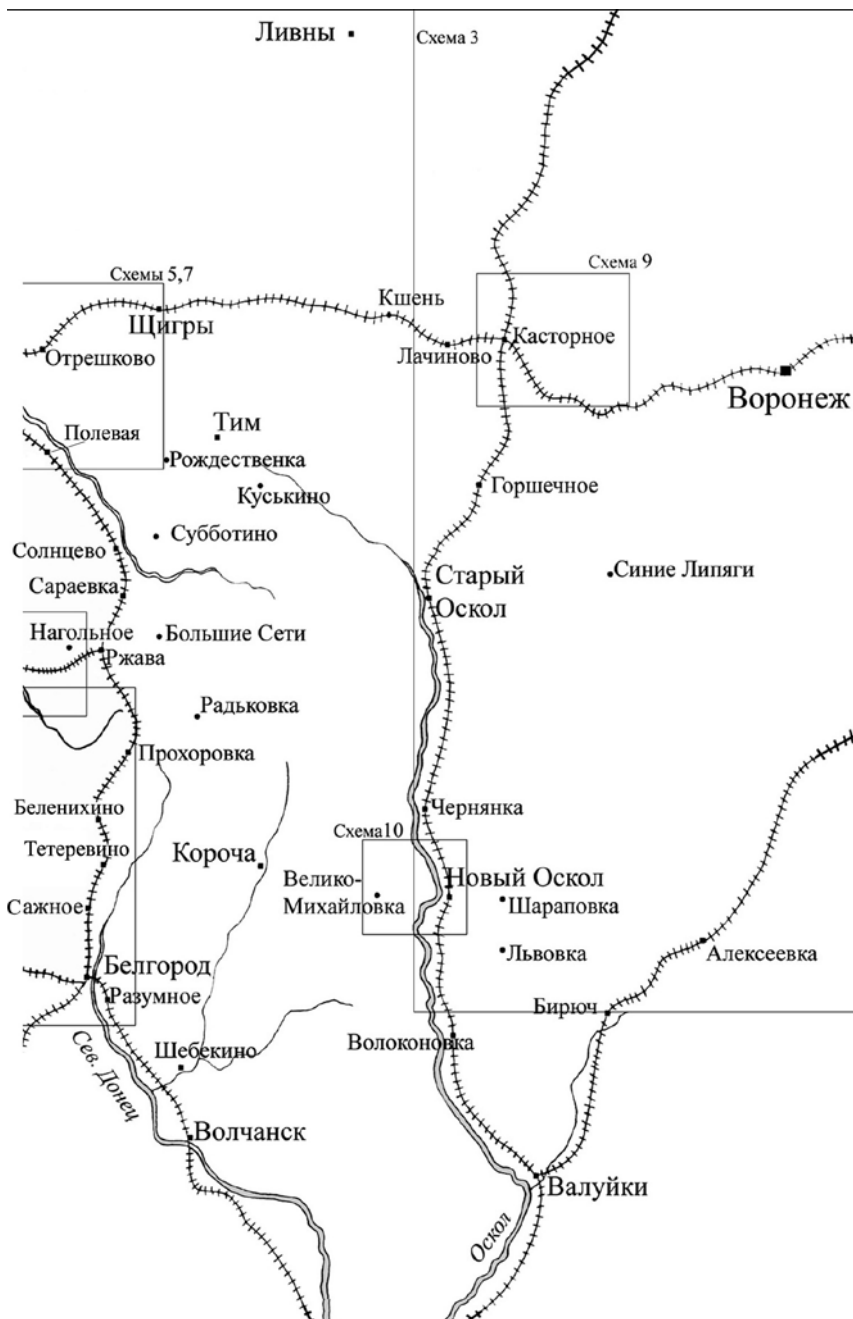 Ливны
Схема 3
Схемы 5,7
Схема 9
Кшень
Щигры
Касторное
Отрешково
Лачиново
Воронеж
Тим
Полевая
Рождественка
Куськино
Горшечное
Субботино
Солнцево
Старый
Оскол
Синие Липяги
Сараевка
Нагольное
Большие Сети
Ржава
Радьковка
Прохоровка
Беленихино
Чернянка
Схема10
Тетеревино
Короча
Велико-
Михайловка
Новый Оскол
Шараповка
Сажное
Львовка
Алексеевка
Белгород
Разумное
Бирюч
Сев. Донец
Шебекино
Волоконовка
Волчанск
Валуйки
Оскол